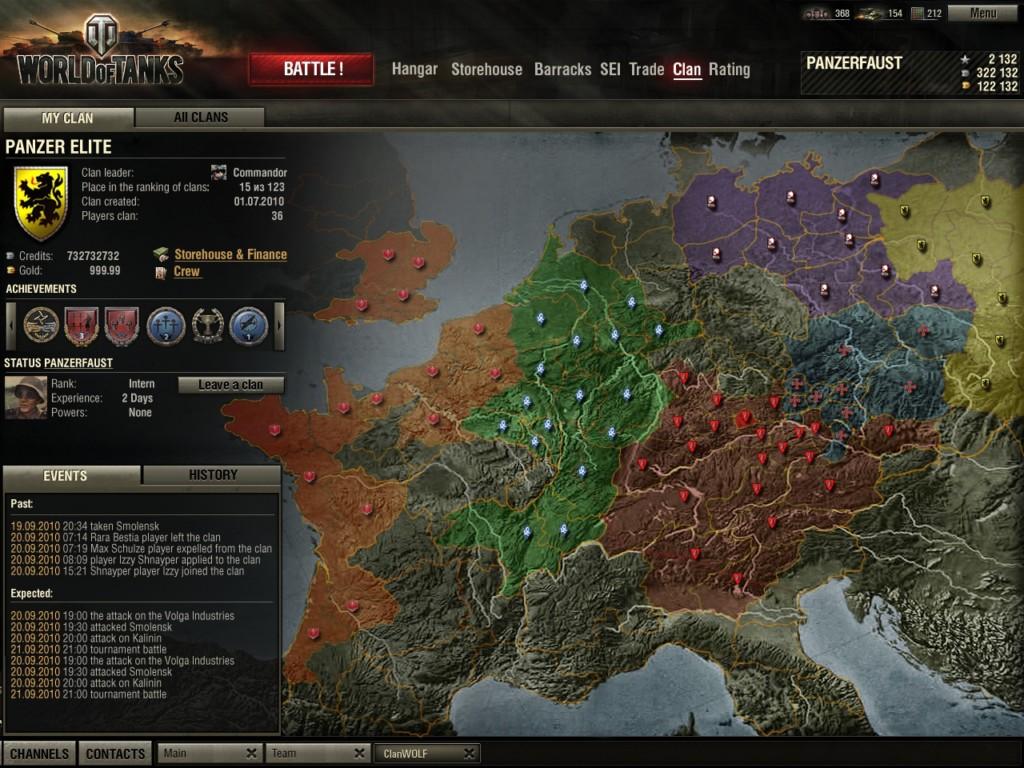 368 154 212 Menu
WORLD OF TANKS
BATTLE !
Hangar Storehouse Barracks SEI Trade Clan Rating
PANZERFAUST
2 132
322 132
122 132
MY CLAN
All CLANS
PANZER ELITE
Clan leader: Commandor
Place in the ranking of clans: 15 из 123
Clan created: 01.07.2010
Players clan: 36
Credits: 732732732
Gold: 999.99
Storehouse & Finance
Crew
ACHIEVEMENTS
STATUS PANZERFAUST
Rank: Intern
Experience: 2 Days
Powers: None
Leave a clan
EVENTS
HISTORY
Past:
19.09.2010 20:34 taken Smolensk
20.09.2010 07:14 Rara Bestia player left the clan
20.09.2010 07:19 Max Schulze player expelled from the clan
20.09.2010 08:09 player Izzy Shnayper applied to the clan
20.09.2010 15:21 Shnayper player Izzy joined the clan
Expected:
20.09.2010 19:00 the attack on the Volga Industries
20.09.2010 19:30 attacked Smolensk
20.09.2010 20:00 attack on Kalinin
21.09.2010 21:00 tournament battle
20.09.2010 19:00 the attack on the Volga Industries
20.09.2010 19:30 attacked Smolensk
20.09.2010 20:00 attack on Kalinin
21.09.2010 21:00 tournament battle
CHANNELS
CONTACTS
Main
Team
ClanWOLF